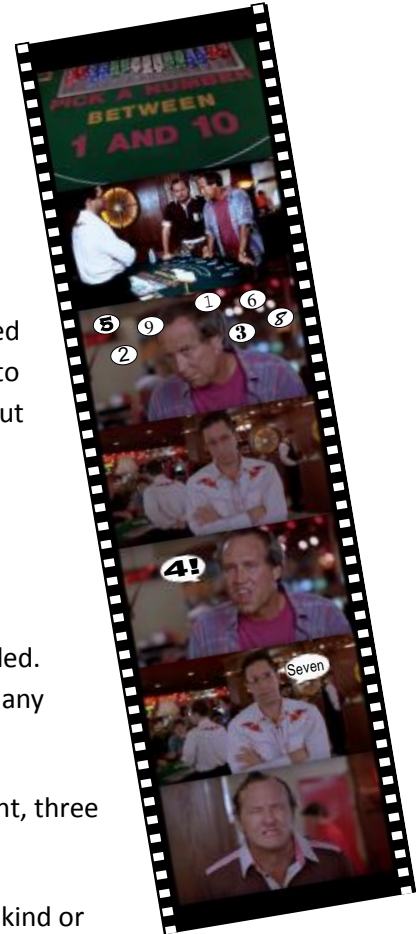 PICK A NUMBER
BETWEEN
1 AND 10
1 6
5 9 3 8
2
ed
to
ut
4!
led.
Seven
any
nt, three
kind or